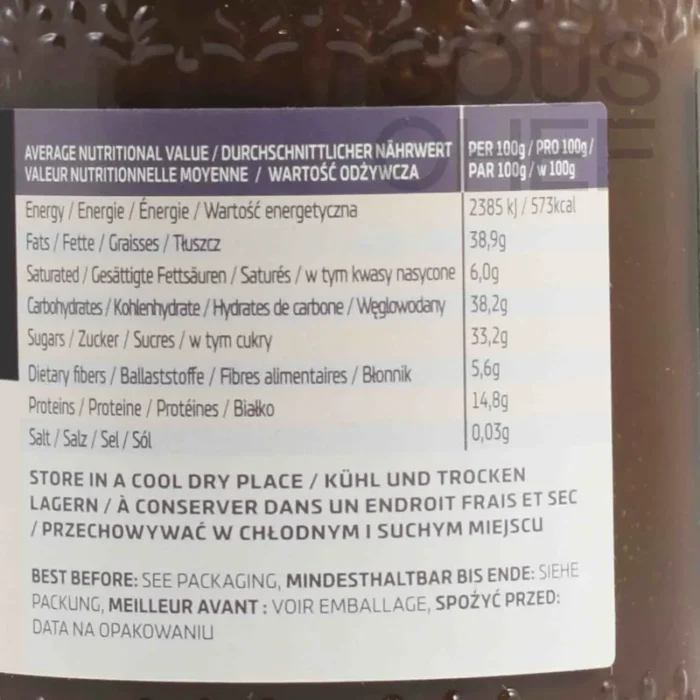 SOUS
CHEF
AVERAGE NUTRITIONAL VALUE / DURCHSCHNITTLICHER NÄHRWERT
VALEUR NUTRITIONNELLE MOYENNE / WARTOŚĆ ODŻYWCZA
PER 100g / PRO 100g /
PAR 100g / w 100g
Energy / Energie / Énergie / Wartość energetyczna 2385 kJ / 573kcal
Fats / Fette / Graisses / Tłuszcz 38,9g
Saturated / Gesättigte Fettsäuren / Saturés / w tym kwasy nasycone 6,0g
Carbohydrates / Kohlenhydrate / Hydrates de carbone / Węglowodany 38,2g
Sugars / Zucker / Sucres / w tym cukry 33,2g
Dietary fibers / Ballaststoffe / Fibres alimentaires / Błonnik 5,6g
Proteins / Proteine / Protéines / Białko 14,8g
Salt / Salz / Sel / Sól 0,03g
STORE IN A COOL DRY PLACE / KÜHL UND TROCKEN
LAGERN / À CONSERVER DANS UN ENDROIT FRAIS ET SEC
/ PRZECHOWYWAĆ W CHŁODNYM I SUCHYM MIEJSCU
BEST BEFORE: SEE PACKAGING, MINDESTHALTBAR BIS ENDE: SIEHE
PACKUNG, MEILLEUR AVANT : VOIR EMBALLAGE, SPOŻYĆ PRZED:
DATA NA OPAKOWANIU